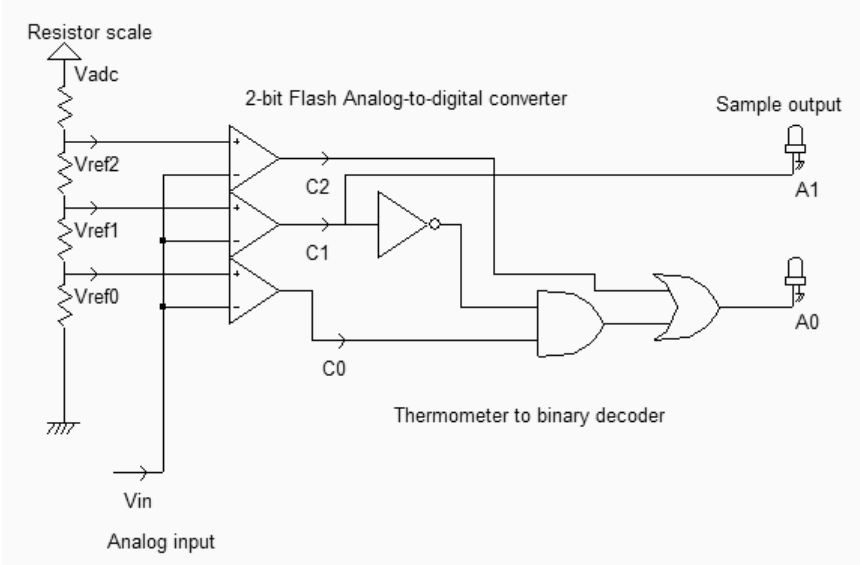 Resistor scale
Vadc
2-bit Flash Analog-to-digital converter
Sample output
+
Vref2
-
C2
A1
+
Vref1
-
C1
+
Vref0
-
A0
C0
Thermometer to binary decoder
Vin
Analog input